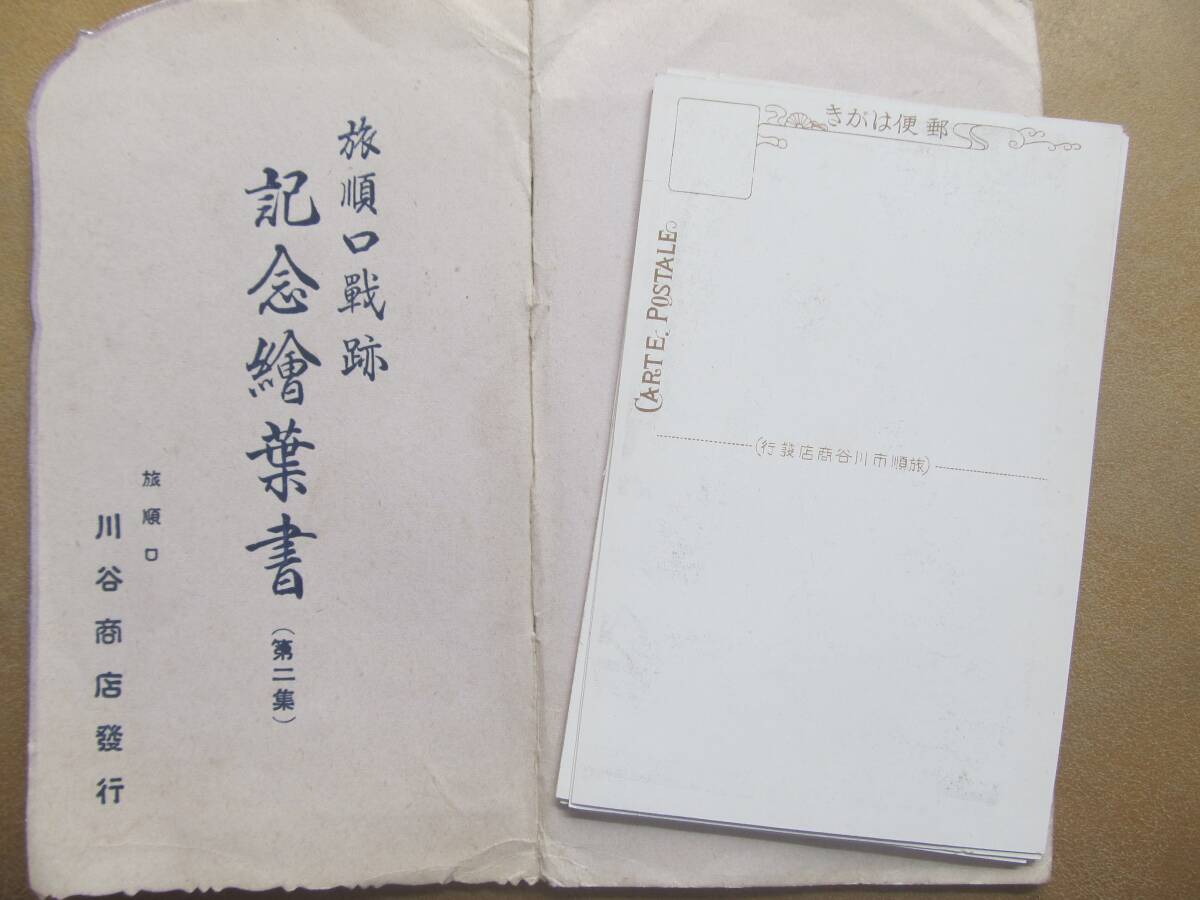 旅順口戰跡
記念繪葉書
（第二集）
旅順口
川谷商店發行
郵便はがき
CARTE POSTALE
(旅順市川谷商店發行)